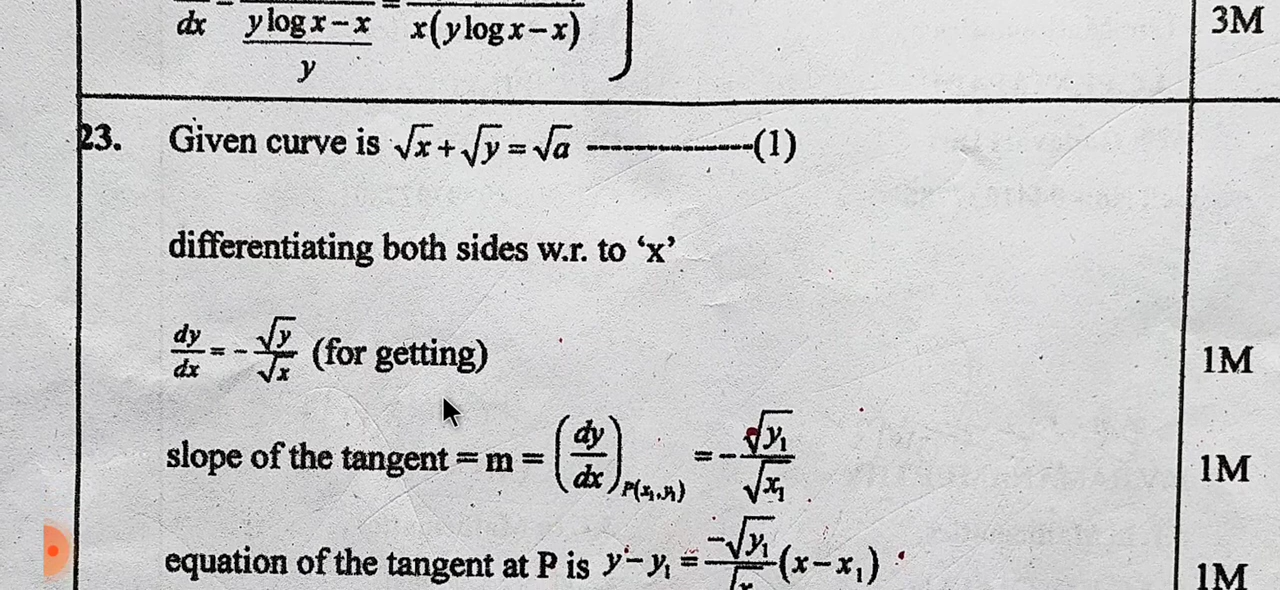 dy/dx = (y log x − x)/y = x(y log x − x) 3M
23. Given curve is √x + √y = √a ----------------(1)
differentiating both sides w.r. to ‘x’
dy/dx = - √y/√x (for getting) 1M
slope of the tangent = m = (dy/dx)P(x₁,y₁) = - √y₁/√x₁ 1M
equation of the tangent at P is y − y₁ = −√y₁/√x (x − x₁) 1M